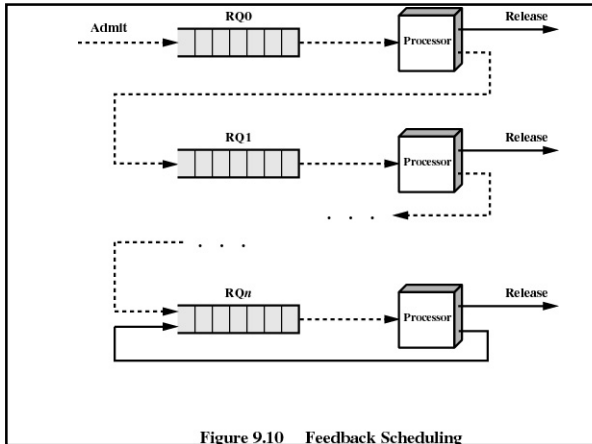 RQ0
Release
Admit
Processor
RQ1
Release
Processor
. . .
. . .
RQn
Release
Processor
Figure 9.10 Feedback Scheduling